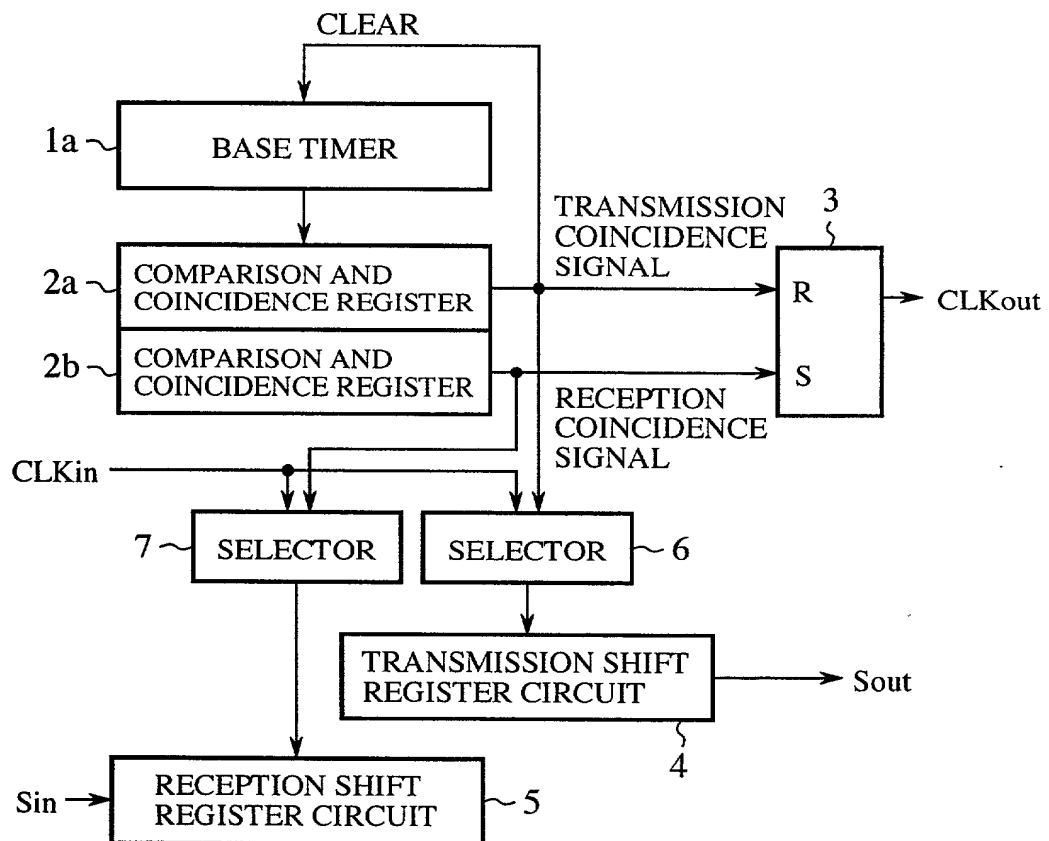 CLEAR
1a
BASE TIMER
TRANSMISSION
COINCIDENCE
SIGNAL
3
2a
COMPARISON AND
COINCIDENCE REGISTER
R
CLKout
2b
COMPARISON AND
COINCIDENCE REGISTER
S
RECEPTION
COINCIDENCE
SIGNAL
CLKin
7
SELECTOR
SELECTOR
6
TRANSMISSION SHIFT
REGISTER CIRCUIT
Sout
4
Sin
RECEPTION SHIFT
REGISTER CIRCUIT
5